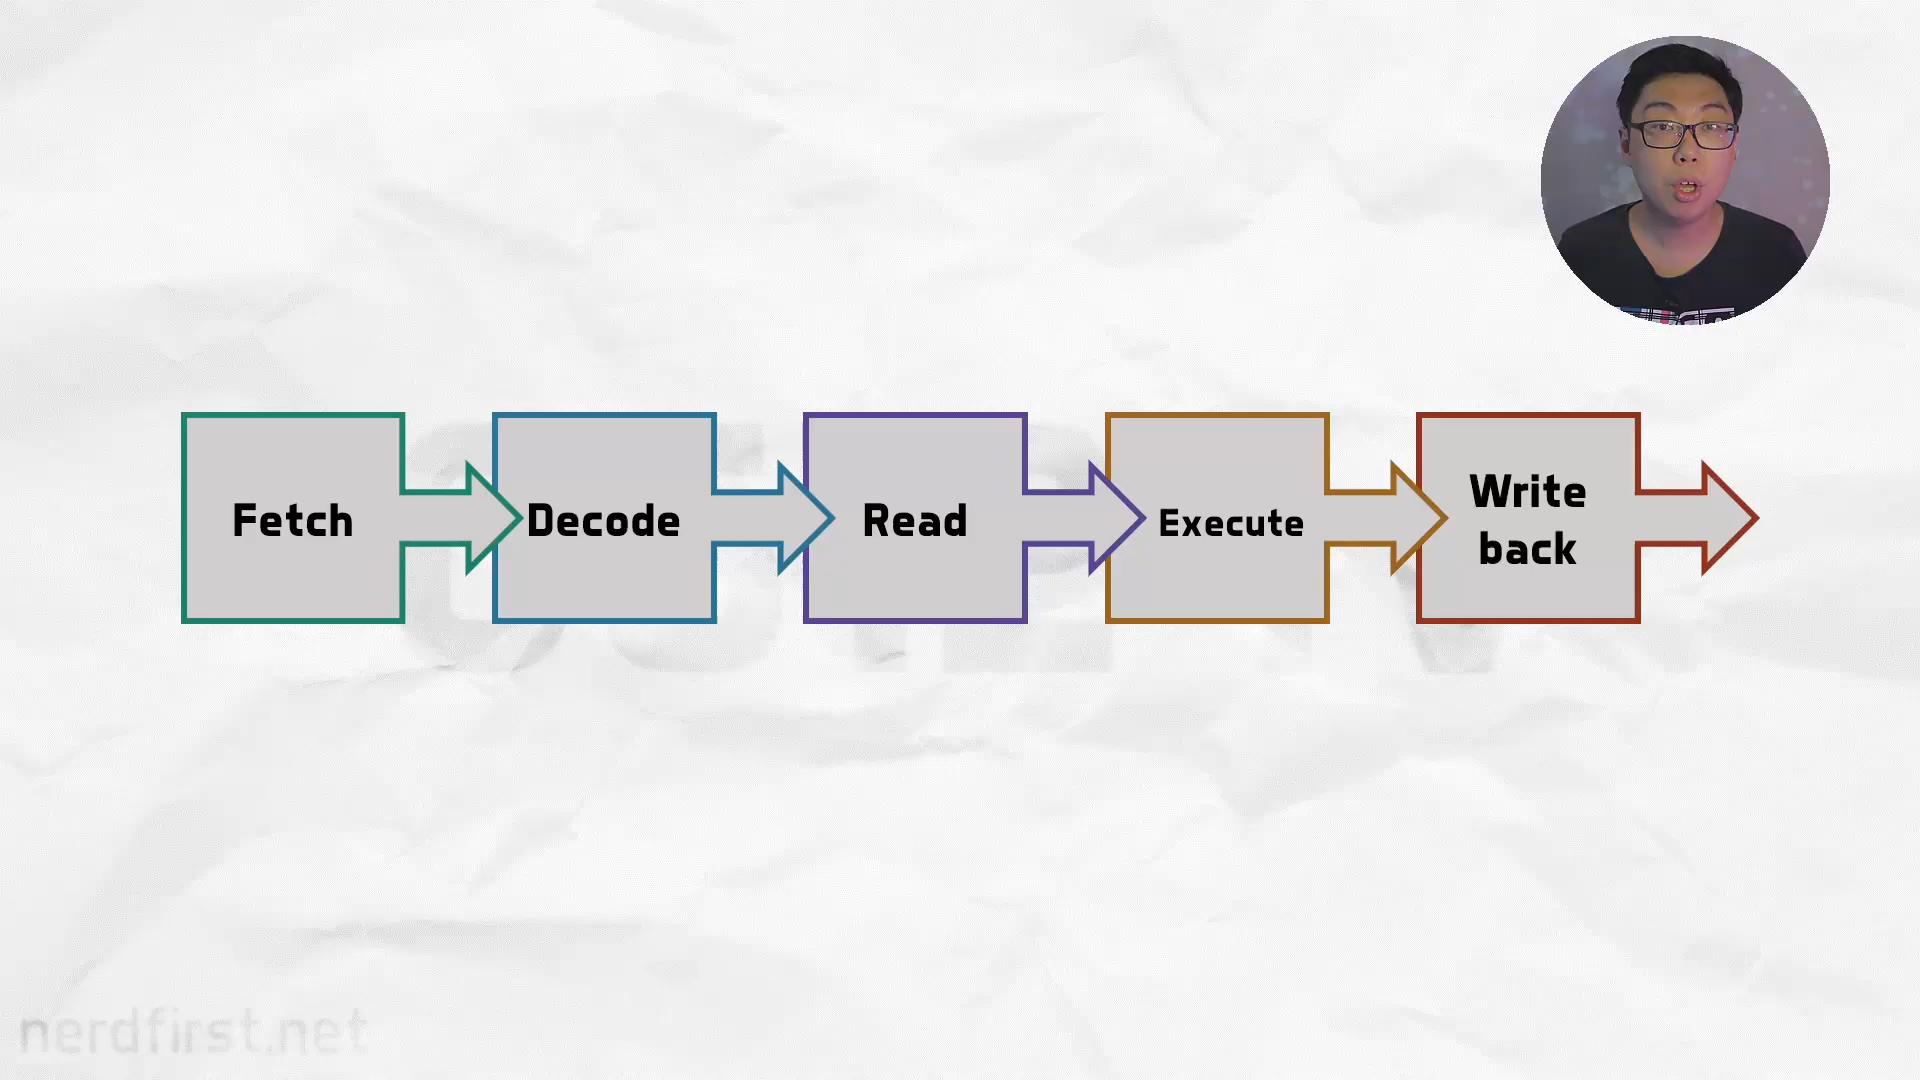 Fetch
Decode
Read
Execute
Write
back
nerdfirst.net